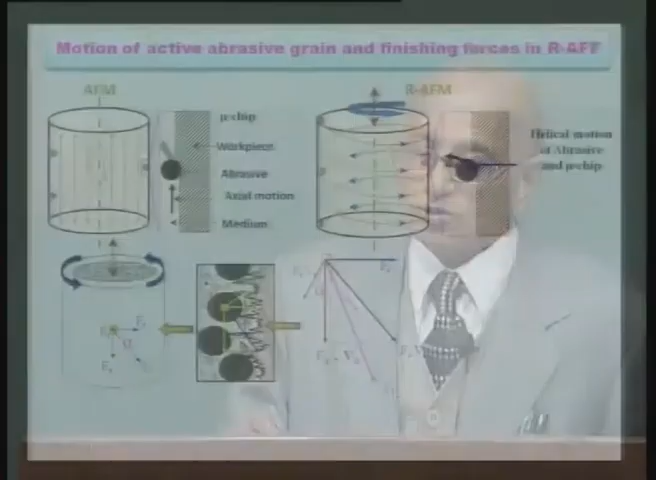 Motion of active abrasive grain and finishing forces in R-AFF
AFM
R-AFM
μ-chip
Workpiece
Abrasive
Axial motion
Medium
Helical motion
of Abrasive
and μ-chip